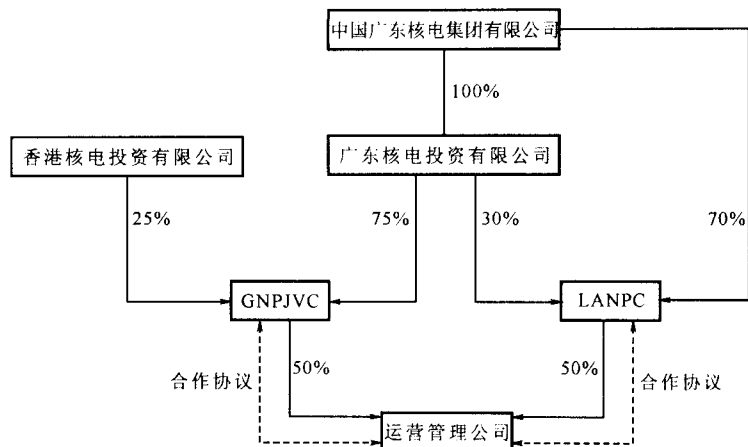 中国广东核电集团有限公司
100%
香港核电投资有限公司
广东核电投资有限公司
25%
75%
30%
70%
GNPJVC
LANPC
合作协议
50%
50%
合作协议
运营管理公司